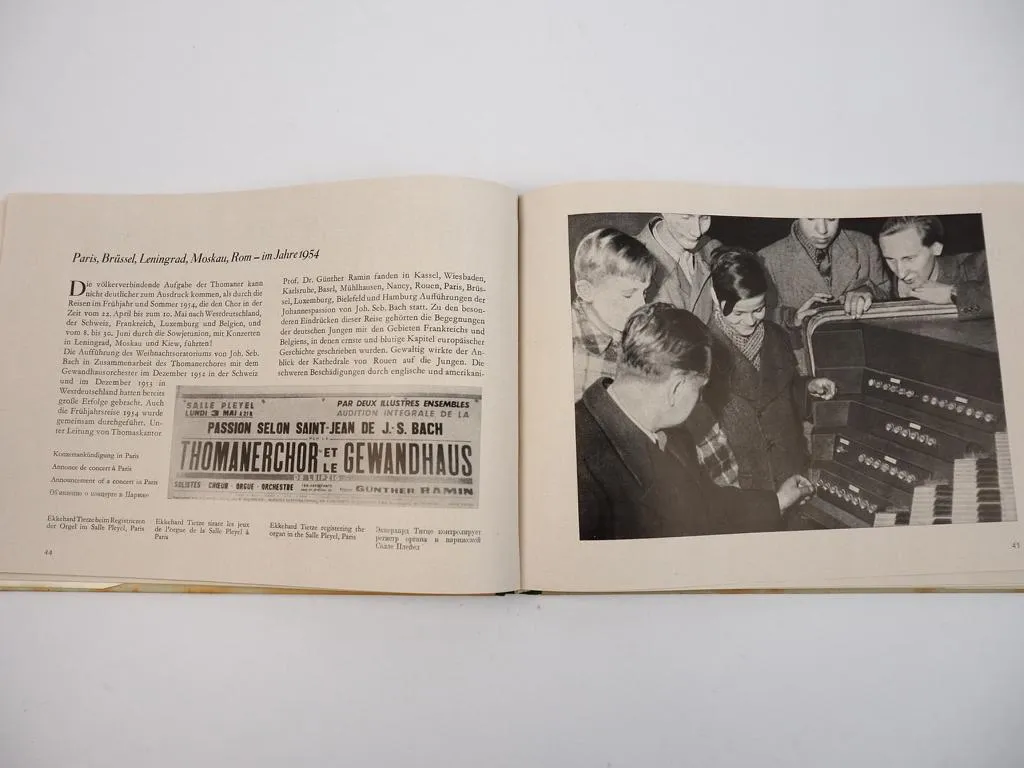 Paris, Brüssel, Leningrad, Moskau, Rom – im Jahre 1954
Die völkerverbindende Aufgabe der Thomaner kann
nicht deutlicher zum Ausdruck kommen, als durch die
Reisen im Frühjahr und Sommer 1954, die den Chor in der
Zeit vom 22. April bis zum 10. Mai nach Westdeutschland,
der Schweiz, Frankreich, Luxemburg und Belgien, und
vom 8. bis 30. Juni durch die Sowjetunion, mit Konzerten
in Leningrad, Moskau und Kiew, führten!
Die Aufführung des Weihnachtsoratoriums von Joh. Seb.
Bach in Zusammenarbeit des Thomanerchores mit dem
Gewandhausorchester im Dezember 1952 in der Schweiz
und im Dezember 1953 in
Westdeutschland hatten bereits
große Erfolge gebracht. Auch
die Frühjahrsreise 1954 wurde
gemeinsam durchgeführt. Un-
ter Leitung von Thomaskantor
Prof. Dr. Günther Ramin fanden in Kassel, Wiesbaden,
Karlsruhe, Basel, Mühlhausen, Nancy, Rouen, Paris, Brüs-
sel, Luxemburg, Bielefeld und Hamburg Aufführungen der
Johannespassion von Joh. Seb. Bach statt. Zu den beson-
deren Eindrücken dieser Reise gehörten die Begegnungen
der deutschen Jungen mit den Gebieten Frankreichs und
Belgiens, in denen ernste und blutige Kapitel europäischer
Geschichte geschrieben wurden. Gewaltig wirkte der An-
blick der Kathedrale von Rouen auf die Jungen. Die
schweren Beschädigungen durch englische und amerikani-
SALLE PLEYEL
LUNDI 3 MAI à 21 H
PAR DEUX ILLUSTRES ENSEMBLES
AUDITION INTEGRALE DE LA
PASSION SELON SAINT-JEAN DE J.-S. BACH
THOMANERCHOR ET LE GEWANDHAUS
SOLISTES CHŒUR - ORGUE - ORCHESTRE
GÜNTHER RAMIN
Konzertankündigung in Paris
Annonce de concert à Paris
Announcement of a concert in Paris
Объявление о концерте в Париже
Ekkehard Tietze beim Registrieren
der Orgel im Salle Pleyel, Paris
Ekkehard Tietze tirant les jeux
de l'orgue de la Salle Pleyel à
Paris
Ekkehard Tietze registering the
organ in the Salle Pleyel, Paris
Эккехард Титце контролирует
регистр органа в парижской
Салле Плейел
44
45